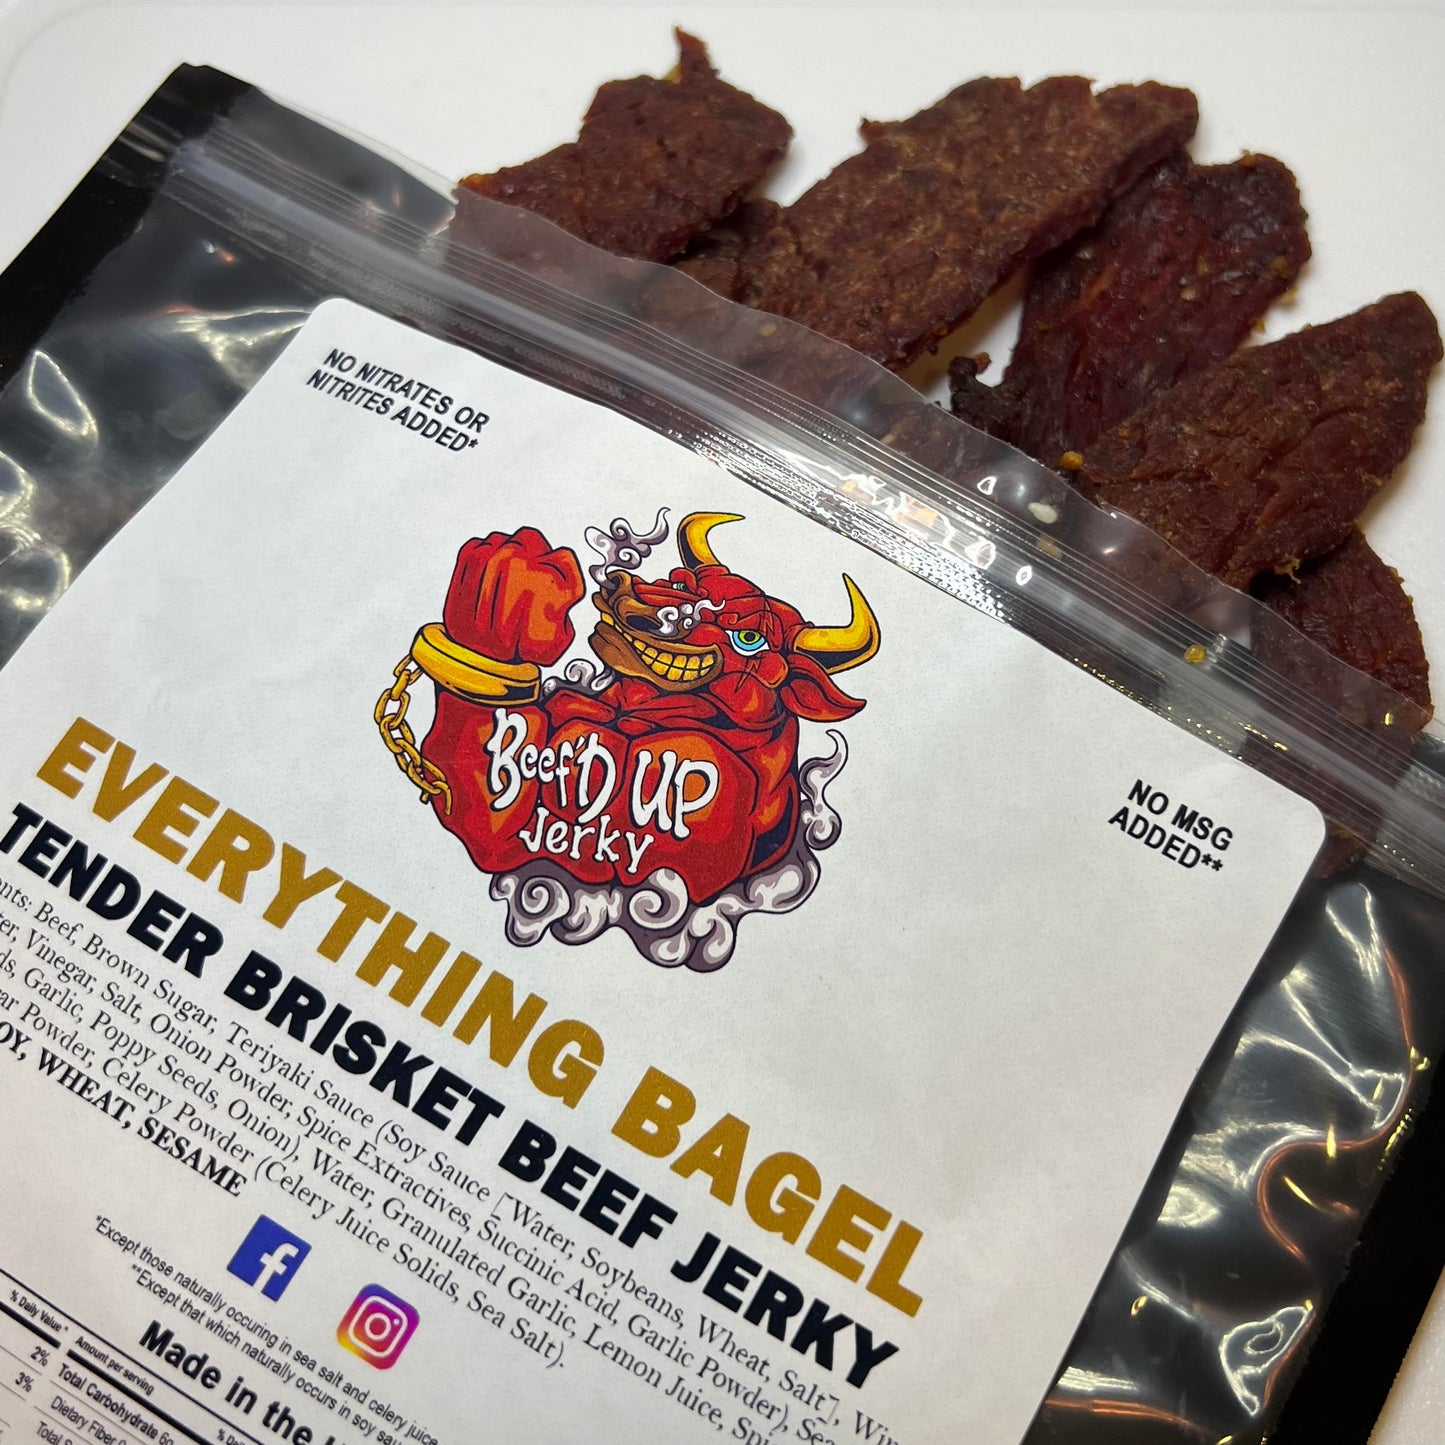 NO NITRATES OR
NITRITES ADDED*
Beef'D UP
Jerky
NO MSG
ADDED**
EVERYTHING BAGEL
TENDER BRISKET BEEF JERKY
Beef, Brown Sugar, Teriyaki Sauce (Soy Sauce [Water, Soybeans, Wheat, Salt],
Vinegar, Salt, Onion Powder, Spice Extractives, Succinic Acid, Garlic Powder),
Garlic, Poppy Seeds, Onion), Water, Granulated Garlic, Lemon Juice,
Powder, Celery Powder (Celery Juice Solids, Sea Salt).
WHEAT, SESAME
*Except those naturally occuring in sea salt and celery juice
**Except that which naturally occurs in soy
Made in the
% Daily Value*
2%
3%
Amount per serving
Total Carbohydrate
Dietary Fiber